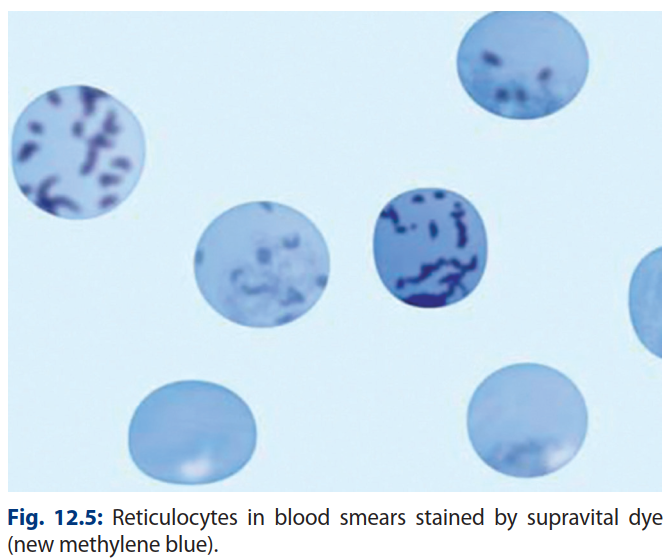 Fig. 12.5: Reticulocytes in blood smears stained by supravital dye
(new methylene blue).